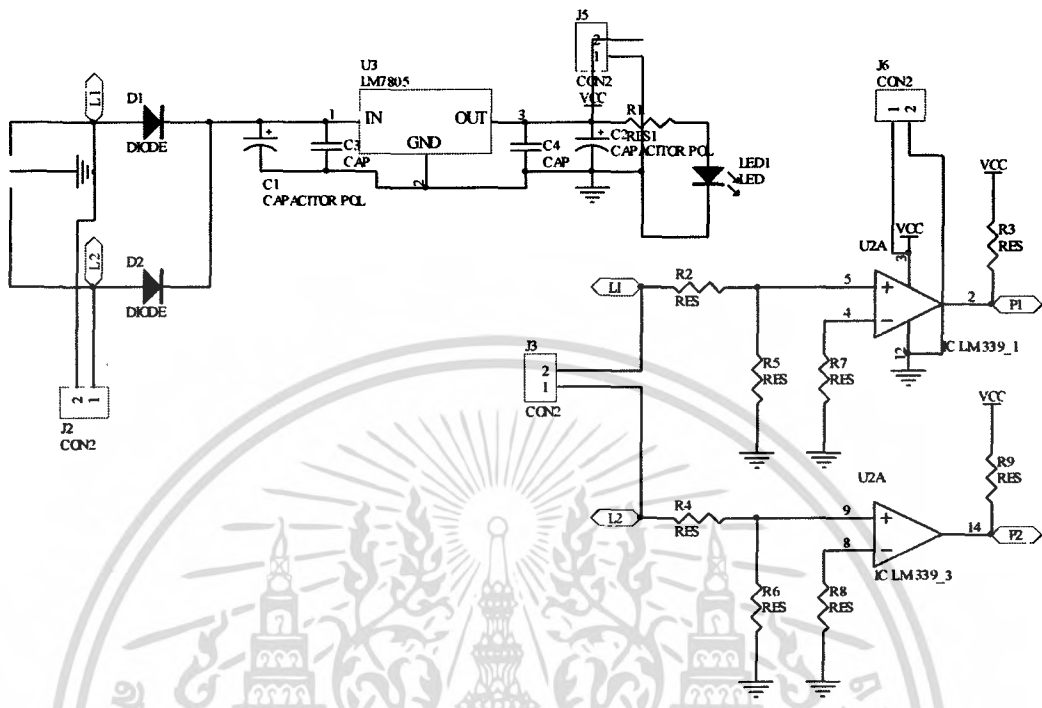 J5
2
1
CON2
VCC
U3
LM7805
1
IN
OUT
3
GND
2
L1
D1
DIODE
C3
CAP
C1
CAPACITOR POL
C4
CAP
C2
CAPACITOR POL
R1
RES1
LED1
LED
L2
D2
DIODE
2
1
J2
CON2
J6
CON2
1
2
VCC
R3
RES
VCC
U2A
3
5
4
2
P1
12
IC LM339_1
L1
R2
RES
J3
2
1
CON2
R5
RES
R7
RES
VCC
R9
RES
U2A
L2
R4
RES
9
8
14
P2
IC LM339_3
R6
RES
R8
RES